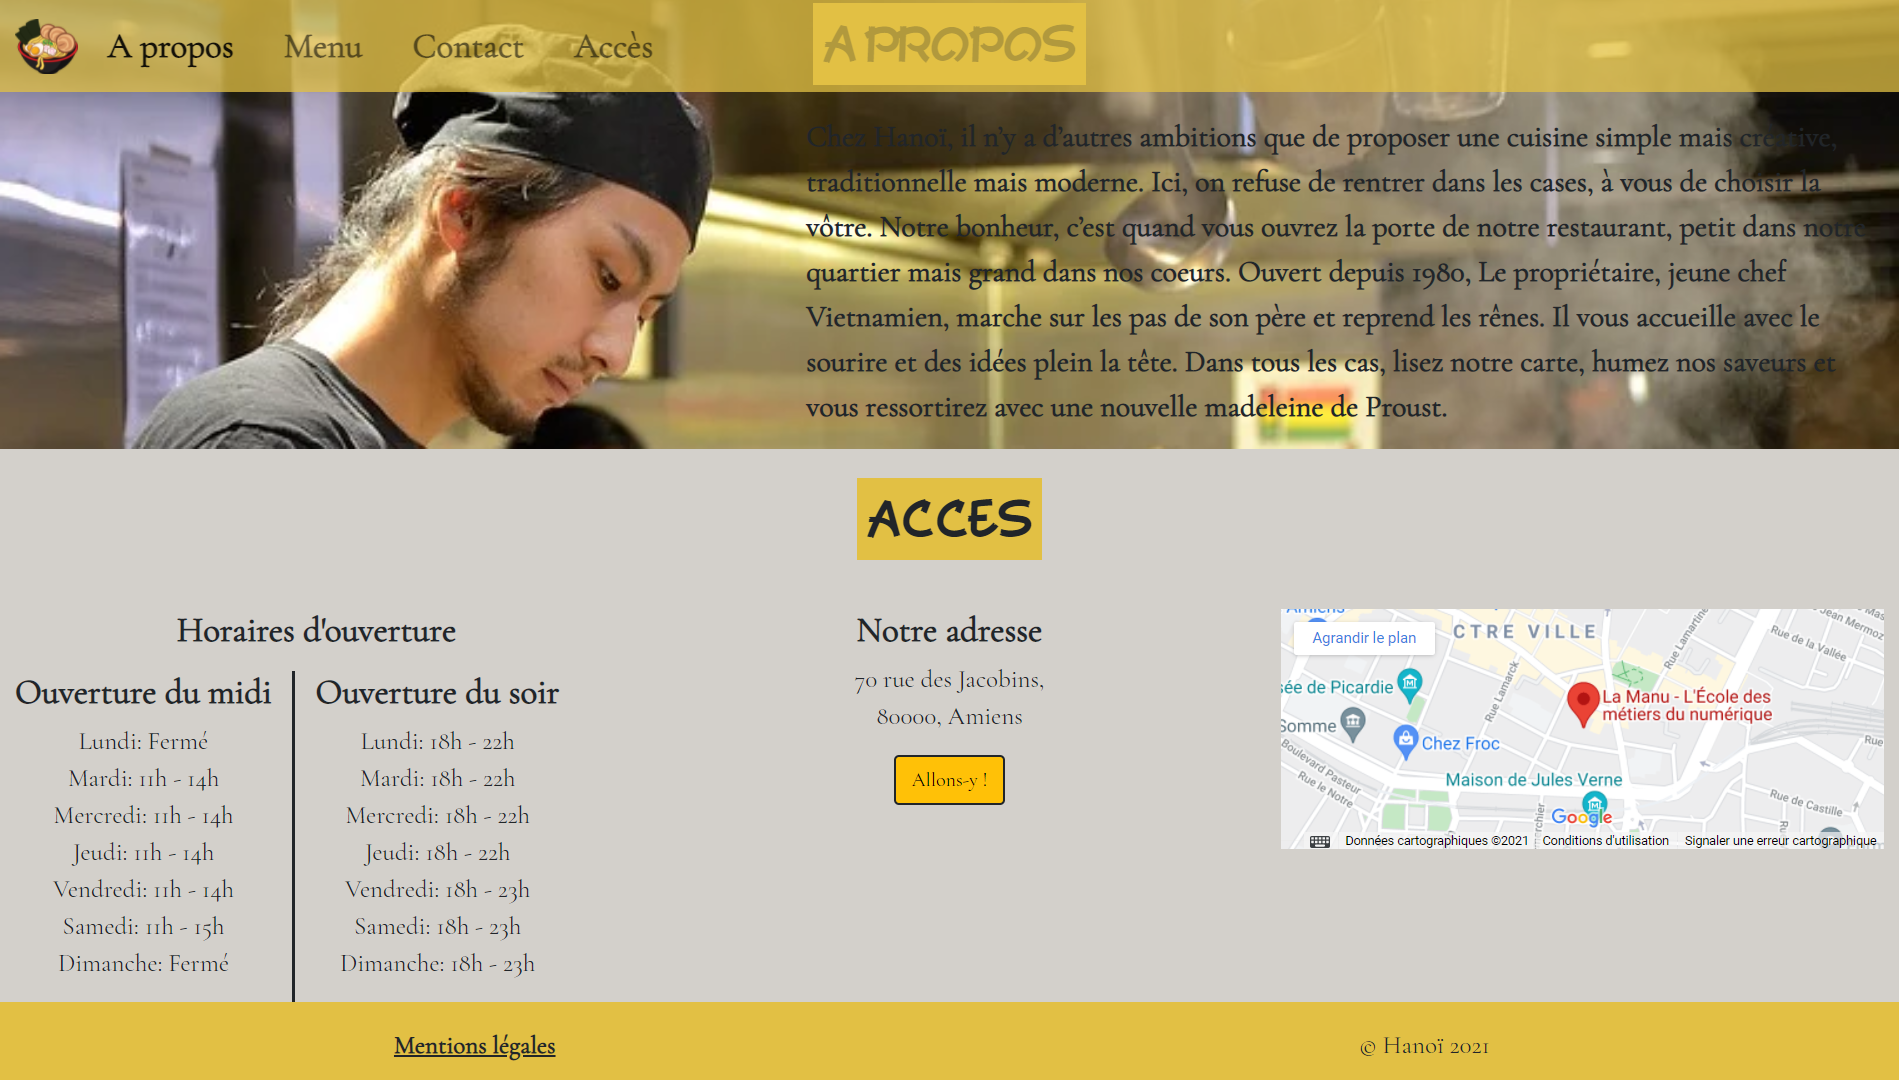 A propos
Menu
Contact
Accès
A PROPOS
Chez Hanoï, il n'y a d'autres ambitions que de proposer une cuisine simple mais créative,
traditionnelle mais moderne. Ici, on refuse de rentrer dans les cases, à vous de choisir la
vôtre. Notre bonheur, c'est quand vous ouvrez la porte de notre restaurant, petit dans notre
quartier mais grand dans nos coeurs. Ouvert depuis 1980, Le propriétaire, jeune chef
Vietnamien, marche sur les pas de son père et reprend les rênes. Il vous accueille avec le
sourire et des idées plein la tête. Dans tous les cas, lisez notre carte, humez nos saveurs et
vous ressortirez avec une nouvelle madeleine de Proust.
ACCES
Horaires d'ouverture
Ouverture du midi
Lundi: Fermé
Mardi: 11h - 14h
Mercredi: 11h - 14h
Jeudi: 11h - 14h
Vendredi: 11h - 14h
Samedi: 11h - 15h
Dimanche: Fermé
Ouverture du soir
Lundi: 18h - 22h
Mardi: 18h - 22h
Mercredi: 18h - 22h
Jeudi: 18h - 22h
Vendredi: 18h - 23h
Samedi: 18h - 23h
Dimanche: 18h - 23h
Notre adresse
70 rue des Jacobins,
80000, Amiens
Allons-y !
Amiens
Agrandir le plan
CTRE VILLE
Rue Lamartine
Jean Mermoz
Rue de la Vallée
sée de Picardie
Rue Lamarck
La Manu - L'École des
métiers du numérique
Somme
Chez Froc
Rue
Boulevard Pasteur
Rue le Notre
Maison de Jules Verne
Rue de Castille
Google
Données cartographiques ©2021
Conditions d'utilisation
Signaler une erreur cartographique
Mentions légales
© Hanoï 2021